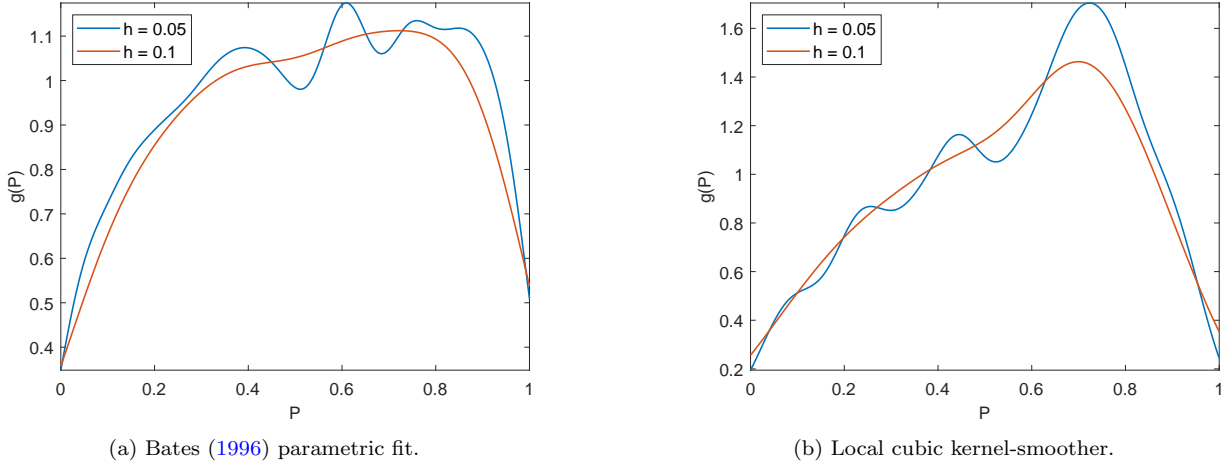 h = 0.05
h = 0.1
1.1
1
0.9
0.8
0.7
0.6
0.5
0.4
g(P)
0 0.2 0.4 0.6 0.8 1
P
(a) Bates (1996) parametric fit.
h = 0.05
h = 0.1
1.6
1.4
1.2
1
0.8
0.6
0.4
0.2
g(P)
0 0.2 0.4 0.6 0.8 1
P
(b) Local cubic kernel-smoother.